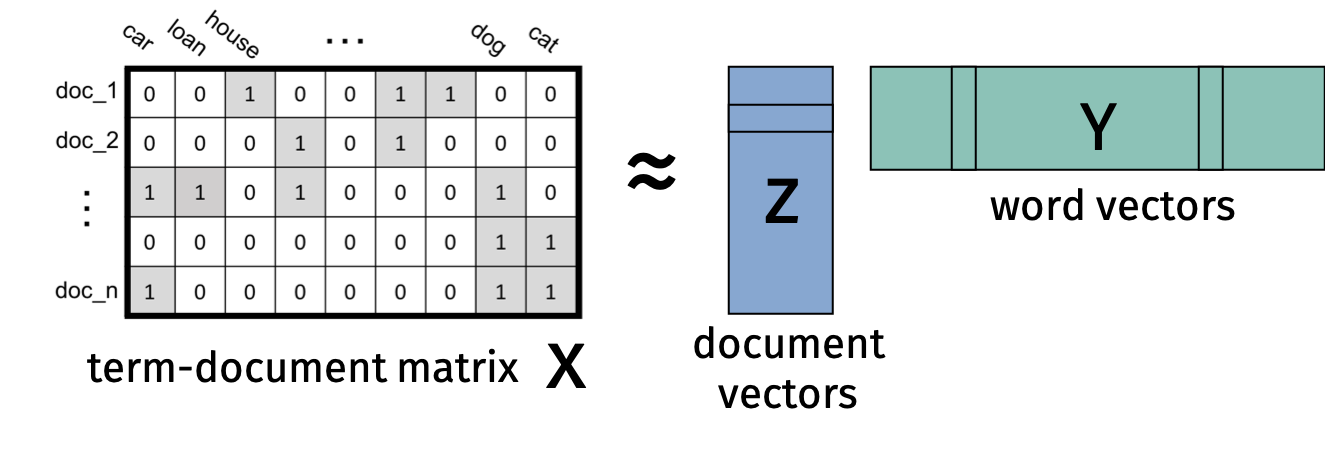 car loan house ... dog cat
doc_1 0 0 1 0 0 1 1 0 0
doc_2 0 0 0 1 0 1 0 0 0
⋮ 1 1 0 1 0 0 0 1 0
0 0 0 0 0 0 0 1 1
doc_n 1 0 0 0 0 0 0 1 1
≈
Z
Y
word vectors
term-document matrix X
document
vectors